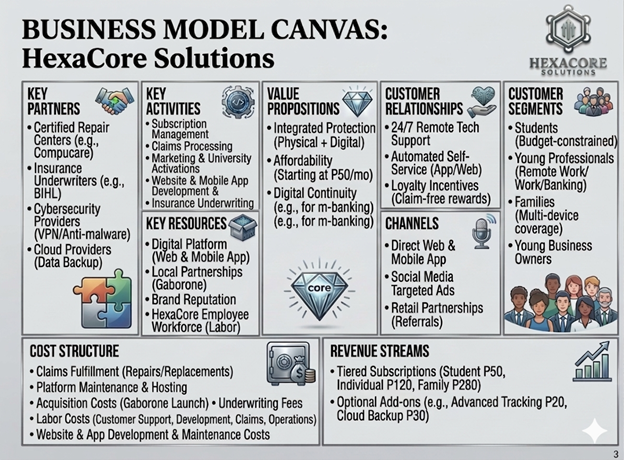 BUSINESS MODEL CANVAS:
HexaCore Solutions
HEXACORE
SOLUTIONS
KEY
PARTNERS
• Certified Repair
Centers (e.g.,
Compucare)
• Insurance
Underwriters (e.g.,
BIHL)
• Cybersecurity
Providers
(VPN/Anti-malware)
• Cloud Providers
(Data Backup)
KEY
ACTIVITIES
• Subscription
Management
• Claims Processing
• Marketing & University
Activations
• Website & Mobile App
Development &
• Insurance Underwriting
KEY RESOURCES
• Digital Platform
(Web & Mobile App)
• Local Partnerships
(Gaborone)
• Brand Reputation
• HexaCore Employee
Workforce (Labor)
VALUE
PROPOSITIONS
• Integrated Protection
(Physical + Digital)
• Affordability
(Starting at P50/mo)
• Digital Continuity
(e.g., for m-banking)
(e.g., for m-banking)
core
CUSTOMER
RELATIONSHIPS
• 24/7 Remote Tech
Support
• Automated Self-
Service (App/Web)
• Loyalty Incentives
(Claim-free rewards)
CHANNELS
• Direct Web &
Mobile App
• Social Media
Targeted Ads
• Retail Partnerships
(Referrals)
CUSTOMER
SEGMENTS
• Students
(Budget-constrained)
• Young Professionals
(Remote Work/
Work/Banking)
• Families
(Multi-device
coverage)
• Young Business
Owners
COST STRUCTURE
• Claims Fulfillment (Repairs/Replacements)
• Platform Maintenance & Hosting
• Acquisition Costs (Gaborone Launch) • Underwriting Fees
• Labor Costs (Customer Support, Development, Claims, Operations)
• Website & App Development & Maintenance Costs
REVENUE STREAMS
• Tiered Subscriptions (Student P50,
Individual P120, Family P280)
• Optional Add-ons (e.g., Advanced Tracking P20,
Cloud Backup P30)
3